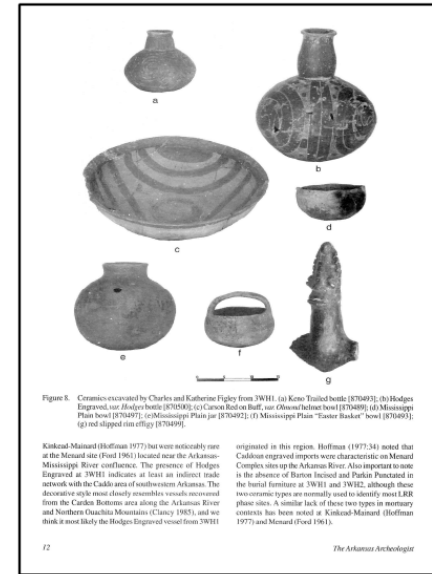 a
b
c
d
e
f
g
Figure 8. Ceramics excavated by Charles and Katherine Figley from 3WH1. (a) Keno Trailed bottle [870493]; (b) Hodges
Engraved, var. Hodges bottle [870500]; (c) Carson Red on Buff, var. Olmond helmet bowl [870489]; (d) Mississippi
Plain bowl [870497]; (e)Mississippi Plain jar [870492]; (f) Mississippi Plain "Easter Basket" bowl [870493];
(g) red slipped rim effigy [870499].
Kinkead-Mainard (Hoffman 1977) but were noticeably rare
at the Menard site (Ford 1961) located near the Arkansas-
Mississippi River confluence. The presence of Hodges
Engraved at 3WH1 indicates at least an indirect trade
network with the Caddo area of southwestern Arkansas. The
decorative style most closely resembles vessels recovered
from the Carden Bottoms area along the Arkansas River
and Northern Ouachita Mountains (Clancy 1985), and we
think it most likely the Hodges Engraved vessel from 3WH1
originated in this region. Hoffman (1977:34) noted that
Caddoan engraved imports were characteristic on Menard
Complex sites up the Arkansas River. Also important to note
is the absence of Barton Incised and Parkin Punctated in
the burial furniture at 3WH1 and 3WH2, although these
two ceramic types are normally used to identify most LRR
phase sites. A similar lack of these two types in mortuary
contexts has been noted at Kinkead-Mainard (Hoffman
1977) and Menard (Ford 1961).
12
The Arkansas Archeologist